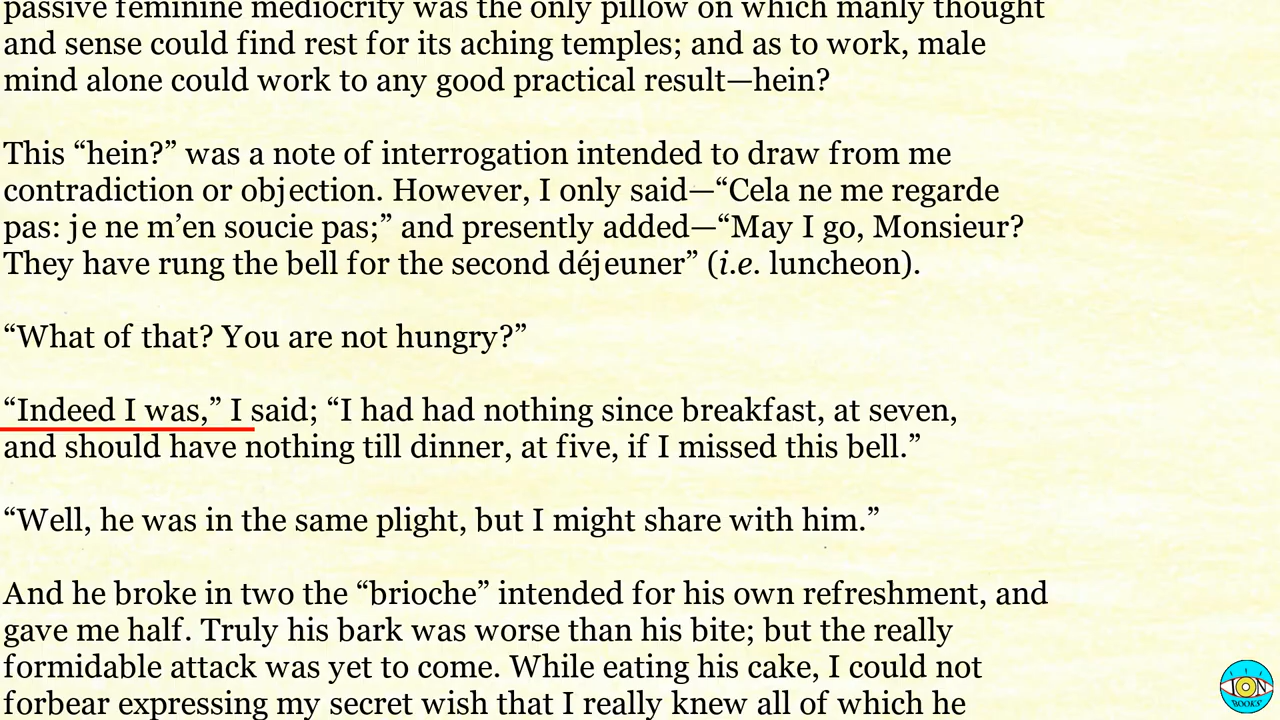 passive feminine mediocrity was the only pillow on which manly thought
and sense could find rest for its aching temples; and as to work, male
mind alone could work to any good practical result—hein?
This “hein?” was a note of interrogation intended to draw from me
contradiction or objection. However, I only said—“Cela ne me regarde
pas: je ne m’en soucie pas;” and presently added—“May I go, Monsieur?
They have rung the bell for the second déjeuner” (i.e. luncheon).
“What of that? You are not hungry?”
“Indeed I was,” I said; “I had had nothing since breakfast, at seven,
and should have nothing till dinner, at five, if I missed this bell.”
“Well, he was in the same plight, but I might share with him.”
And he broke in two the “brioche” intended for his own refreshment, and
gave me half. Truly his bark was worse than his bite; but the really
formidable attack was yet to come. While eating his cake, I could not
forbear expressing my secret wish that I really knew all of which he
ION
BOOKS